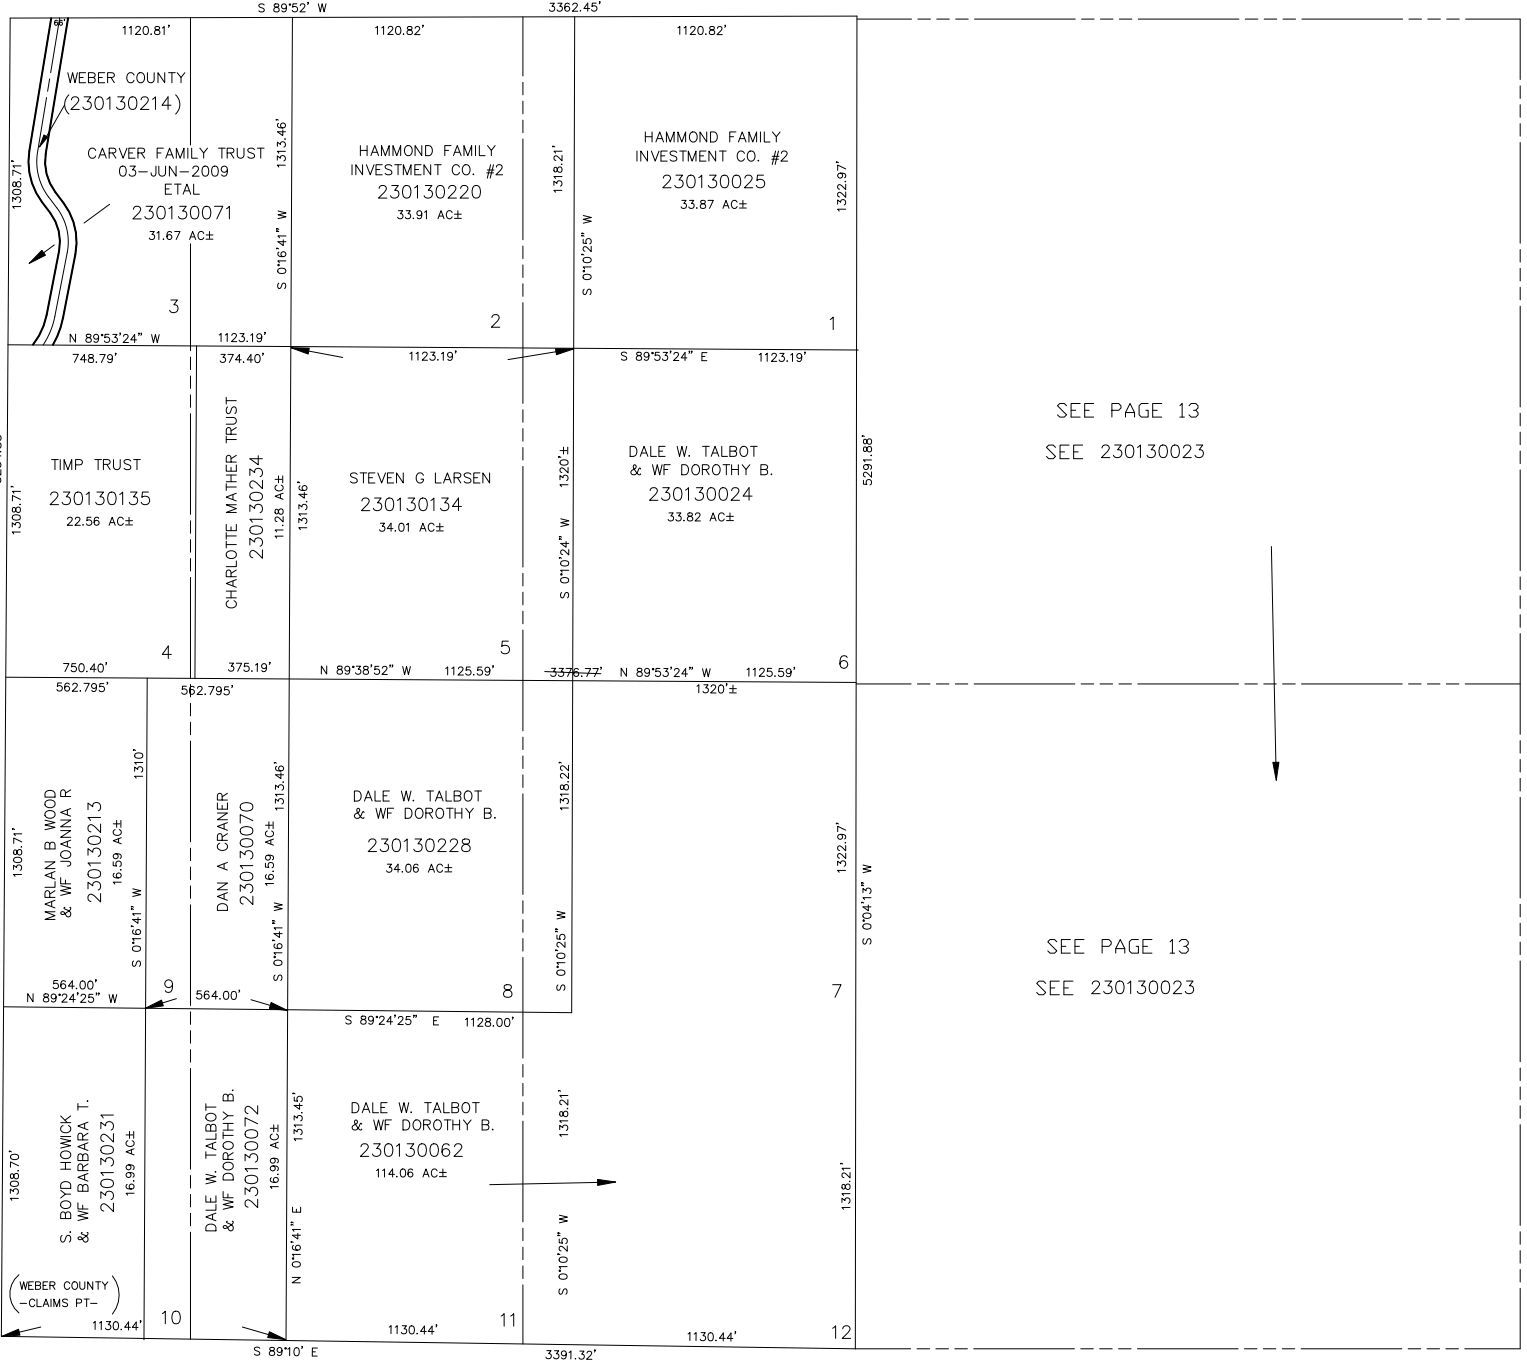 S 89°52' W
3362.45'
66'
1120.81'
1120.82'
1120.82'
WEBER COUNTY
(230130214)
CARVER FAMILY TRUST
03-JUN-2009
ETAL
230130071
31.67 AC±
1308.71'
1313.46'
S 0°16'41" W
3
HAMMOND FAMILY
INVESTMENT CO. #2
230130220
33.91 AC±
1318.21'
S 0°10'25" W
2
HAMMOND FAMILY
INVESTMENT CO. #2
230130025
33.87 AC±
1322.97'
1
N 89°53'24" W
1123.19'
748.79'
374.40'
1123.19'
S 89°53'24" E
1123.19'
TIMP TRUST
230130135
22.56 AC±
1308.71'
4
CHARLOTTE MATHER TRUST
230130234
11.28 AC±
1313.46'
STEVEN G LARSEN
230130134
34.01 AC±
1320'±
S 0°10'24" W
5
DALE W. TALBOT
& WF DOROTHY B.
230130024
33.82 AC±
5291.88'
6
SEE PAGE 13
SEE 230130023
750.40'
375.19'
N 89°38'52" W
1125.59'
3376.77'
N 89°53'24" W
1125.59'
562.795'
562.795'
1320'±
MARLAN B WOOD
& WF JOANNA R
230130213
16.59 AC±
1308.71'
1310'
S 0°16'41" W
9
DAN A CRANER
230130070
16.59 AC±
1313.46'
S 0°16'41" W
DALE W. TALBOT
& WF DOROTHY B.
230130228
34.06 AC±
1318.22'
S 0°10'25" W
8
1322.97'
S 0°04'13" W
7
SEE PAGE 13
SEE 230130023
564.00'
N 89°24'25" W
564.00'
S 89°24'25" E
1128.00'
S. BOYD HOWICK
& WF BARBARA T.
230130231
16.99 AC±
1308.70'
(WEBER COUNTY
-CLAIMS PT-)
1130.44'
10
DALE W. TALBOT
& WF DOROTHY B.
230130072
16.99 AC±
1313.45'
N 0°16'41" E
DALE W. TALBOT
& WF DOROTHY B.
230130062
114.06 AC±
1318.21'
S 0°10'25" W
11
1318.21'
12
1130.44'
1130.44'
S 89°10' E
3391.32'